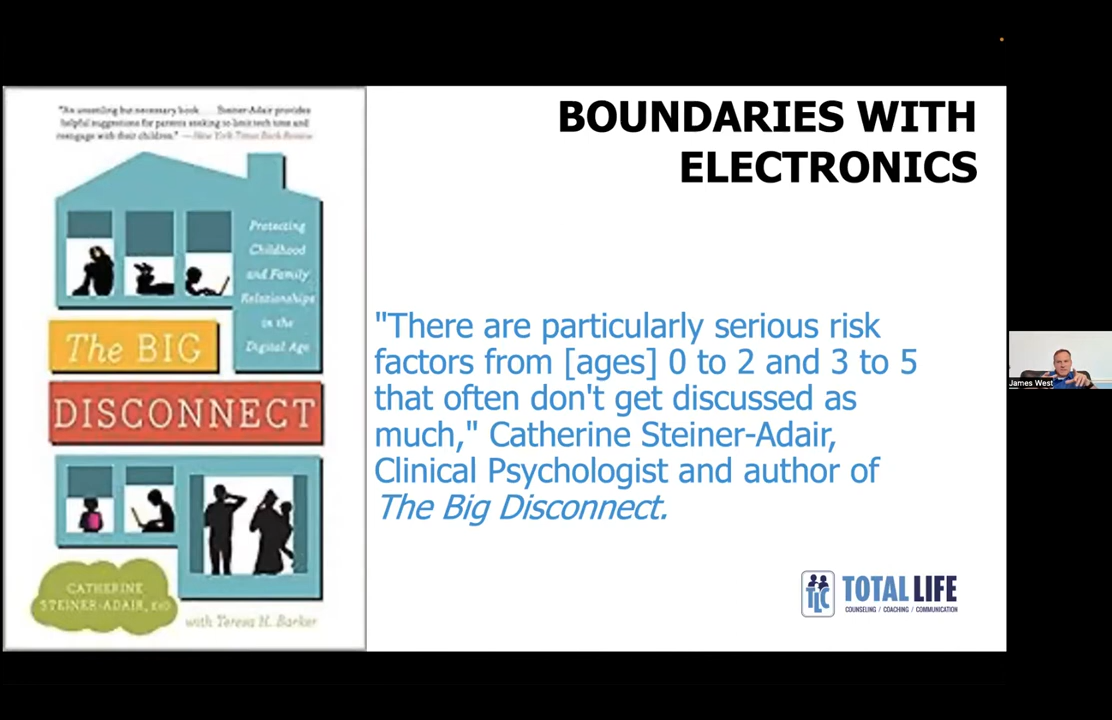 "An unsettling but necessary book . . . Steiner-Adair provides
helpful suggestions for parents seeking to limit tech time and
reengage with their children." —New York Times Book Review
Protecting
Childhood
and Family
Relationships
in the
Digital Age
The BIG
DISCONNECT
CATHERINE
STEINER-ADAIR, EdD
with Teresa H. Barker
BOUNDARIES WITH
ELECTRONICS
"There are particularly serious risk
factors from [ages] 0 to 2 and 3 to 5
that often don't get discussed as
much," Catherine Steiner-Adair,
Clinical Psychologist and author of
The Big Disconnect.
TLC
TOTAL LIFE
COUNSELING / COACHING / COMMUNICATION
James West